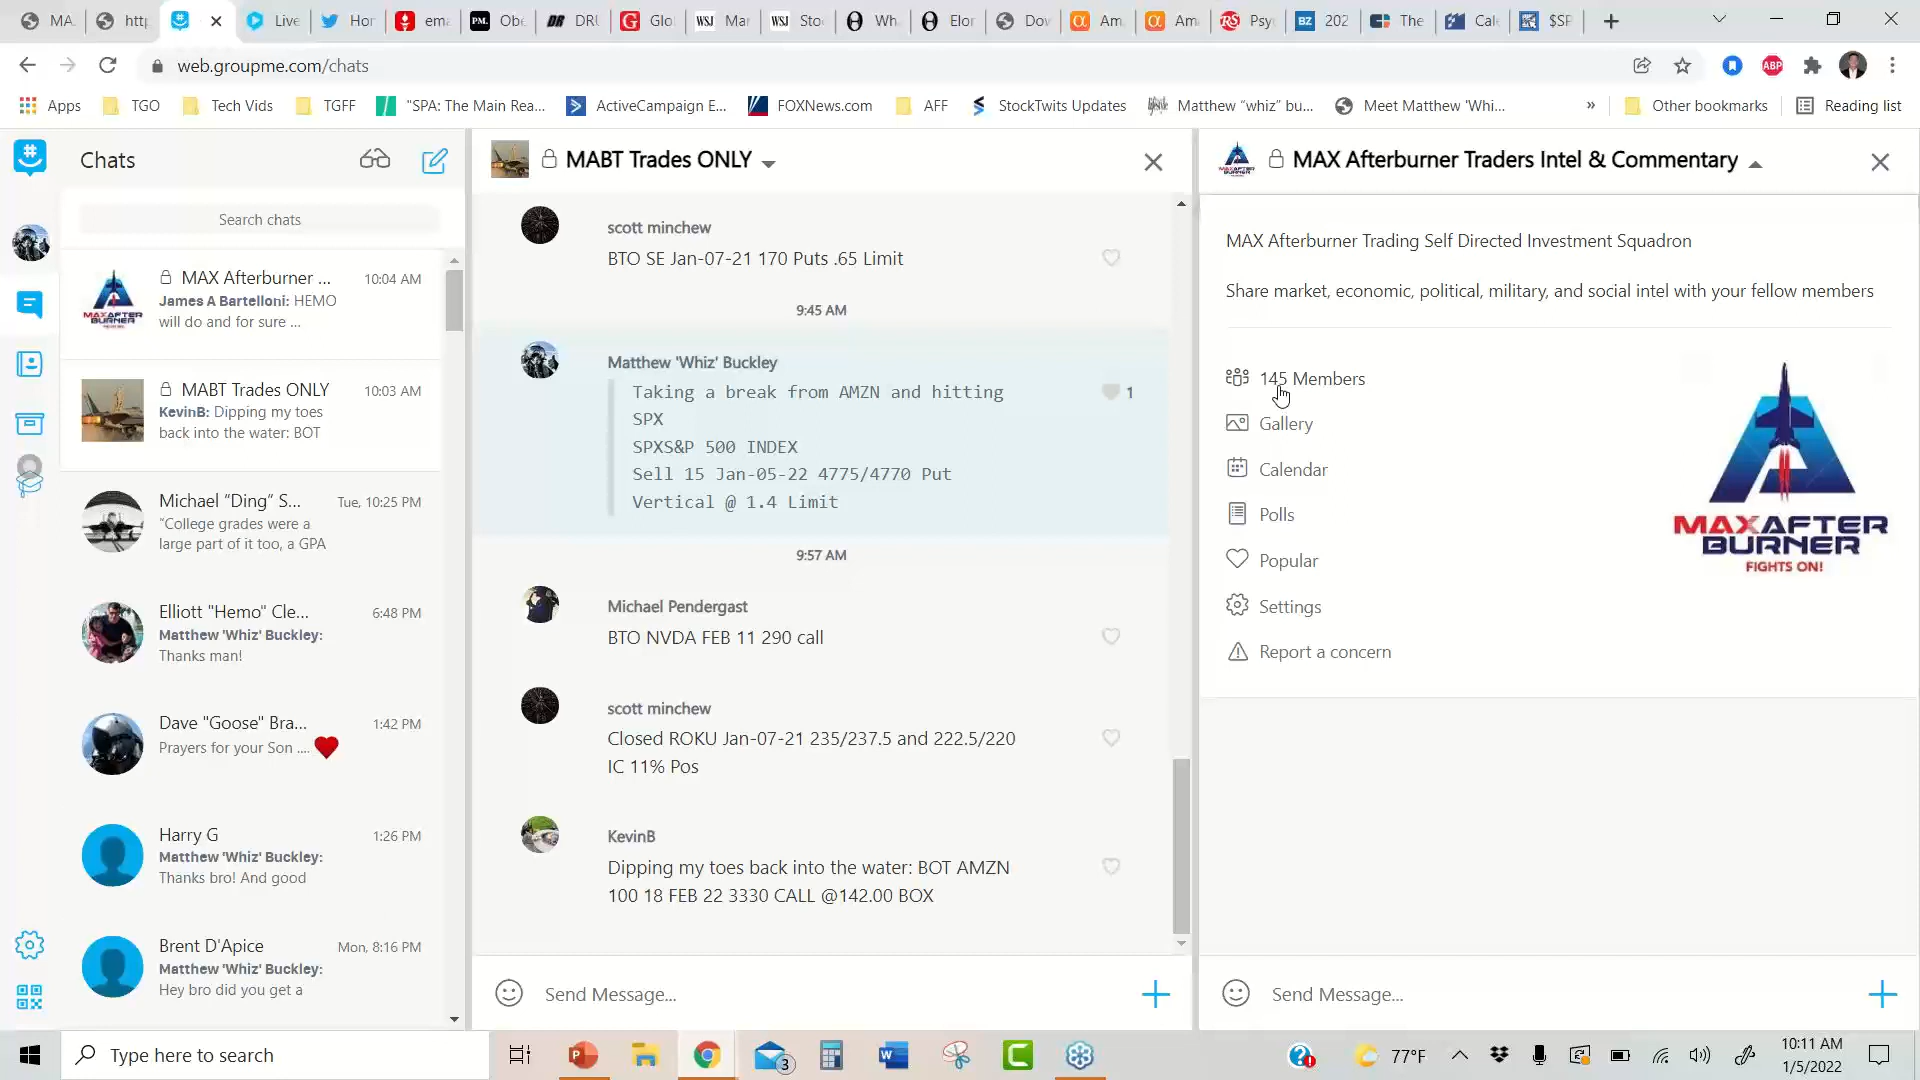 MA.
http
Live
Hor
ema
PM. Obe
DR DRU
G Glo
WSJ Mar
WSJ Stoc
Wh.
Elor
Dov
Am
Am
RS Psy
BZ 202
The
Cale
$SP
web.groupme.com/chats
ABP
Apps
TGO
Tech Vids
TGFF
"SPA: The Main Rea...
ActiveCampaign E...
FOXNews.com
AFF
StockTwits Updates
Matthew "whiz" bu...
Meet Matthew 'Whi...
»
Other bookmarks
Reading list
Chats
Search chats
MAX Afterburner ...
10:04 AM
James A Bartelloni: HEMO
will do and for sure ...
MABT Trades ONLY
10:03 AM
KevinB: Dipping my toes
back into the water: BOT
Michael "Ding" S...
Tue, 10:25 PM
"College grades were a
large part of it too, a GPA
Elliott "Hemo" Cle...
6:48 PM
Matthew 'Whiz' Buckley:
Thanks man!
Dave "Goose" Bra...
1:42 PM
Prayers for your Son ....
Harry G
1:26 PM
Matthew 'Whiz' Buckley:
Thanks bro! And good
Brent D'Apice
Mon, 8:16 PM
Matthew 'Whiz' Buckley:
Hey bro did you get a
MABT Trades ONLY
scott minchew
BTO SE Jan-07-21 170 Puts .65 Limit
9:45 AM
Matthew 'Whiz' Buckley
Taking a break from AMZN and hitting
SPX
SPXS&P 500 INDEX
Sell 15 Jan-05-22 4775/4770 Put
Vertical @ 1.4 Limit
1
9:57 AM
Michael Pendergast
BTO NVDA FEB 11 290 call
scott minchew
Closed ROKU Jan-07-21 235/237.5 and 222.5/220
IC 11% Pos
KevinB
Dipping my toes back into the water: BOT AMZN
100 18 FEB 22 3330 CALL @142.00 BOX
Send Message...
MAX Afterburner Traders Intel & Commentary
MAX Afterburner Trading Self Directed Investment Squadron
Share market, economic, political, military, and social intel with your fellow members
145 Members
Gallery
Calendar
Polls
Popular
Settings
Report a concern
MAXAFTER
BURNER
FIGHTS ON!
Send Message...
Type here to search
3
77°F
10:11 AM
1/5/2022